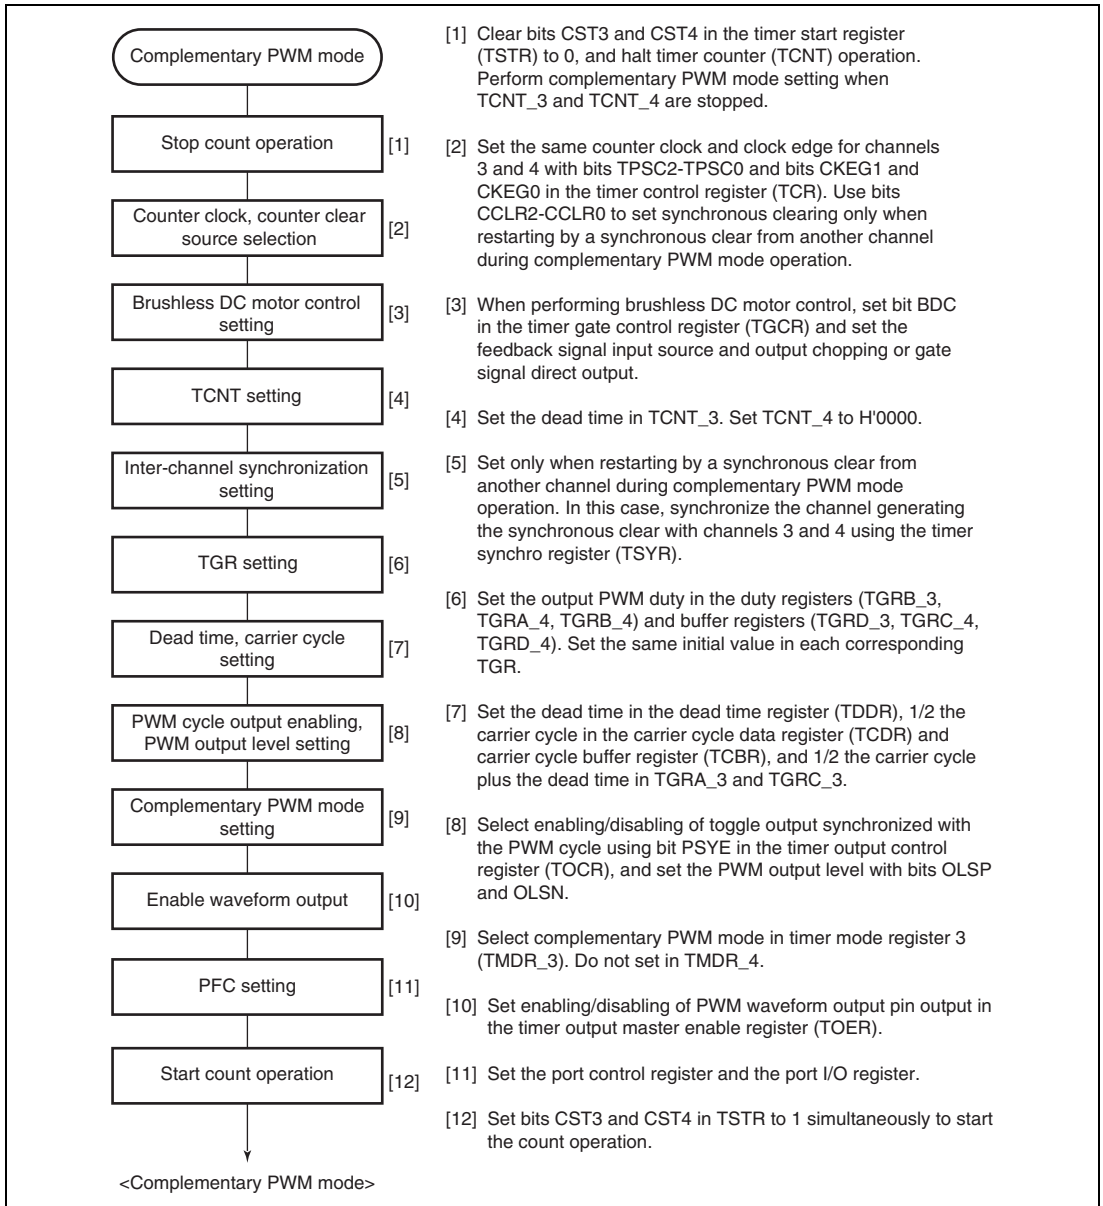 Complementary PWM mode
Stop count operation
[1]
Counter clock, counter clear
source selection
[2]
Brushless DC motor control
setting
[3]
TCNT setting
[4]
Inter-channel synchronization
setting
[5]
TGR setting
[6]
Dead time, carrier cycle
setting
[7]
PWM cycle output enabling,
PWM output level setting
[8]
Complementary PWM mode
setting
[9]
Enable waveform output
[10]
PFC setting
[11]
Start count operation
[12]
<Complementary PWM mode>
[1] Clear bits CST3 and CST4 in the timer start register
(TSTR) to 0, and halt timer counter (TCNT) operation.
Perform complementary PWM mode setting when
TCNT_3 and TCNT_4 are stopped.
[2] Set the same counter clock and clock edge for channels
3 and 4 with bits TPSC2-TPSC0 and bits CKEG1 and
CKEG0 in the timer control register (TCR). Use bits
CCLR2-CCLR0 to set synchronous clearing only when
restarting by a synchronous clear from another channel
during complementary PWM mode operation.
[3] When performing brushless DC motor control, set bit BDC
in the timer gate control register (TGCR) and set the
feedback signal input source and output chopping or gate
signal direct output.
[4] Set the dead time in TCNT_3. Set TCNT_4 to H'0000.
[5] Set only when restarting by a synchronous clear from
another channel during complementary PWM mode
operation. In this case, synchronize the channel generating
the synchronous clear with channels 3 and 4 using the timer
synchro register (TSYR).
[6] Set the output PWM duty in the duty registers (TGRB_3,
TGRA_4, TGRB_4) and buffer registers (TGRD_3, TGRC_4,
TGRD_4). Set the same initial value in each corresponding
TGR.
[7] Set the dead time in the dead time register (TDDR), 1/2 the
carrier cycle in the carrier cycle data register (TCDR) and
carrier cycle buffer register (TCBR), and 1/2 the carrier cycle
plus the dead time in TGRA_3 and TGRC_3.
[8] Select enabling/disabling of toggle output synchronized with
the PWM cycle using bit PSYE in the timer output control
register (TOCR), and set the PWM output level with bits OLSP
and OLSN.
[9] Select complementary PWM mode in timer mode register 3
(TMDR_3). Do not set in TMDR_4.
[10] Set enabling/disabling of PWM waveform output pin output in
the timer output master enable register (TOER).
[11] Set the port control register and the port I/O register.
[12] Set bits CST3 and CST4 in TSTR to 1 simultaneously to start
the count operation.